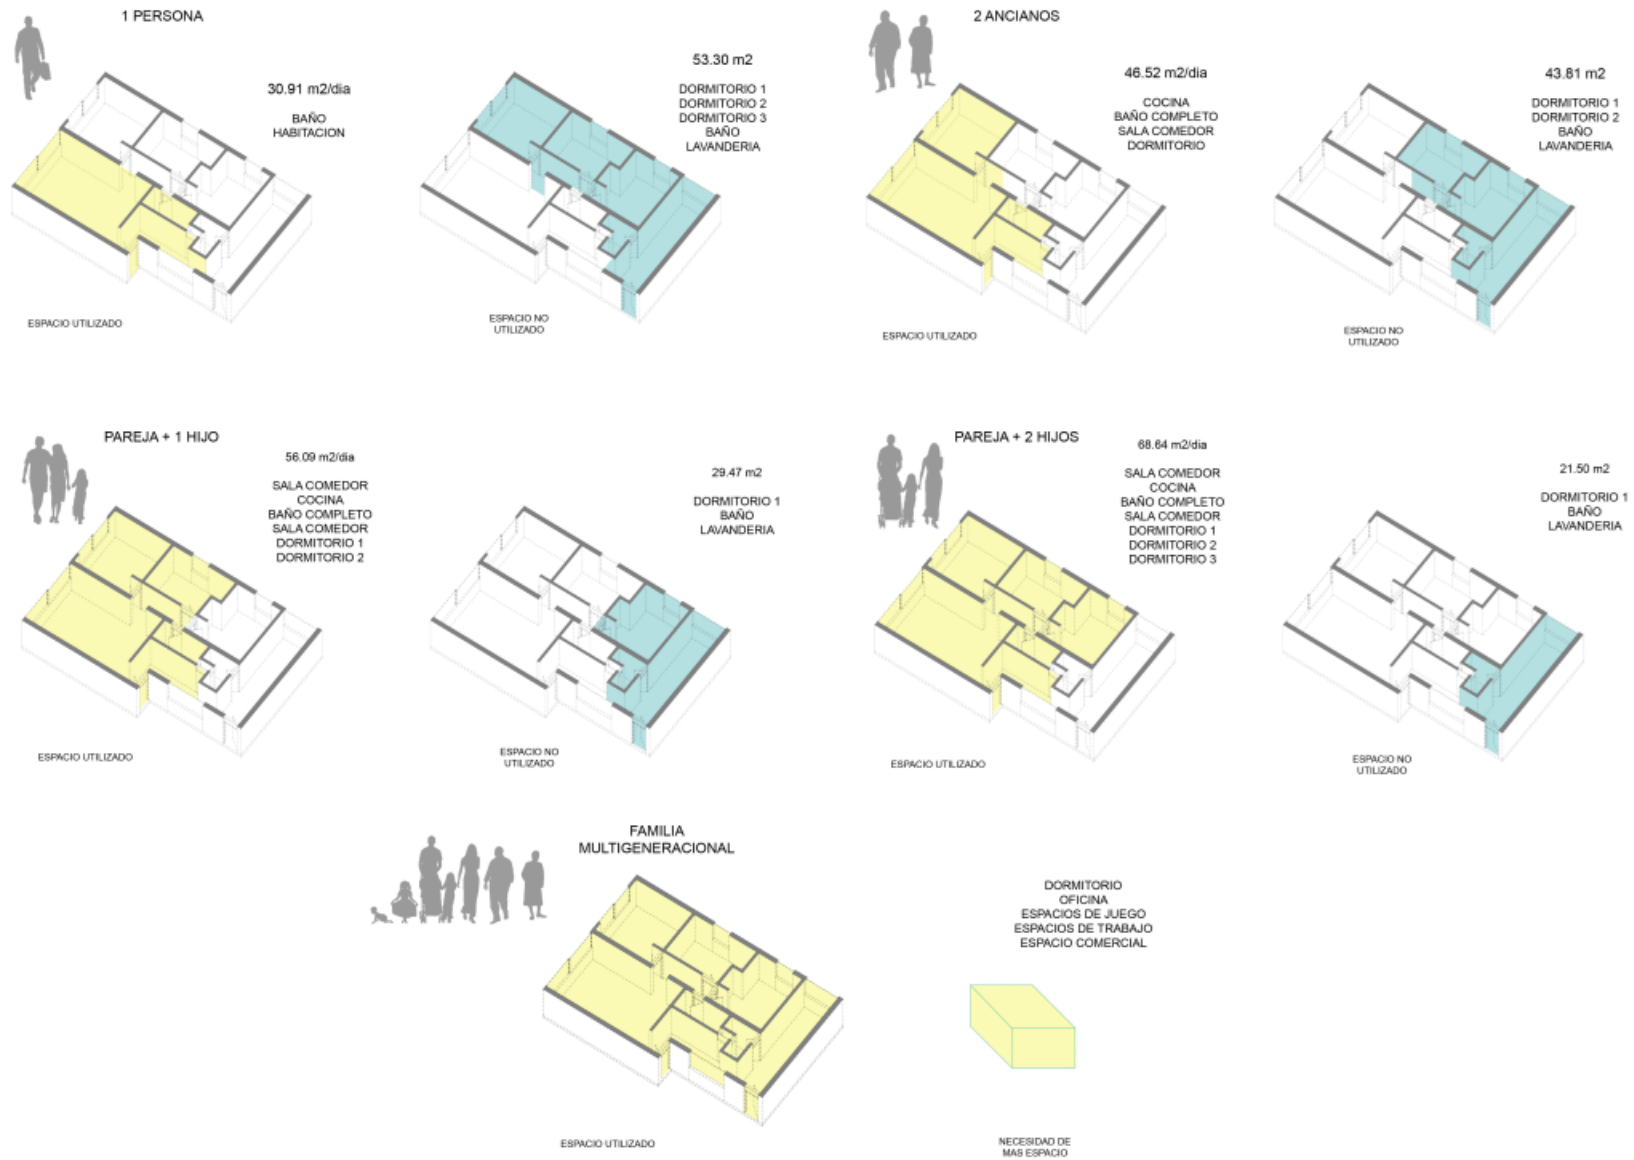 1 PERSONA
30.91 m2/dia
BAÑO
HABITACION
ESPACIO UTILIZADO
53.30 m2
DORMITORIO 1
DORMITORIO 2
DORMITORIO 3
BAÑO
LAVANDERIA
ESPACIO NO
UTILIZADO
2 ANCIANOS
46.52 m2/dia
COCINA
BAÑO COMPLETO
SALA COMEDOR
DORMITORIO
ESPACIO UTILIZADO
43.81 m2
DORMITORIO 1
DORMITORIO 2
BAÑO
LAVANDERIA
ESPACIO NO
UTILIZADO
PAREJA + 1 HIJO
56.09 m2/dia
SALA COMEDOR
COCINA
BAÑO COMPLETO
SALA COMEDOR
DORMITORIO 1
DORMITORIO 2
ESPACIO UTILIZADO
29.47 m2
DORMITORIO 1
BAÑO
LAVANDERIA
ESPACIO NO
UTILIZADO
PAREJA + 2 HIJOS
68.64 m2/dia
SALA COMEDOR
COCINA
BAÑO COMPLETO
SALA COMEDOR
DORMITORIO 1
DORMITORIO 2
DORMITORIO 3
ESPACIO UTILIZADO
21.50 m2
DORMITORIO 1
BAÑO
LAVANDERIA
ESPACIO NO
UTILIZADO
FAMILIA
MULTIGENERACIONAL
ESPACIO UTILIZADO
DORMITORIO
OFICINA
ESPACIOS DE JUEGO
ESPACIOS DE TRABAJO
ESPACIO COMERCIAL
NECESIDAD DE
MAS ESPACIO